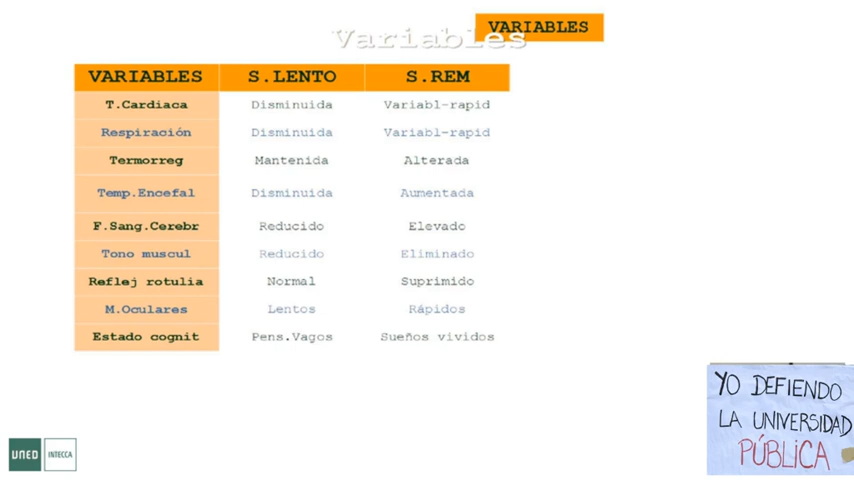 VARIABLES
Variables
VARIABLES S.LENTO S.REM
T.Cardiaca Disminuida Variabl-rapid
Respiración Disminuida Variabl-rapid
Termorreg Mantenida Alterada
Temp.Encefal Disminuida Aumentada
F.Sang.Cerebr Reducido Elevado
Tono muscul Reducido Eliminado
Reflej rotulia Normal Suprimido
M.Oculares Lentos Rápidos
Estado cognit Pens.Vagos Sueños vividos
YO DEFIENDO
LA UNIVERSIDAD
PÚBLICA
UNED INTECCA